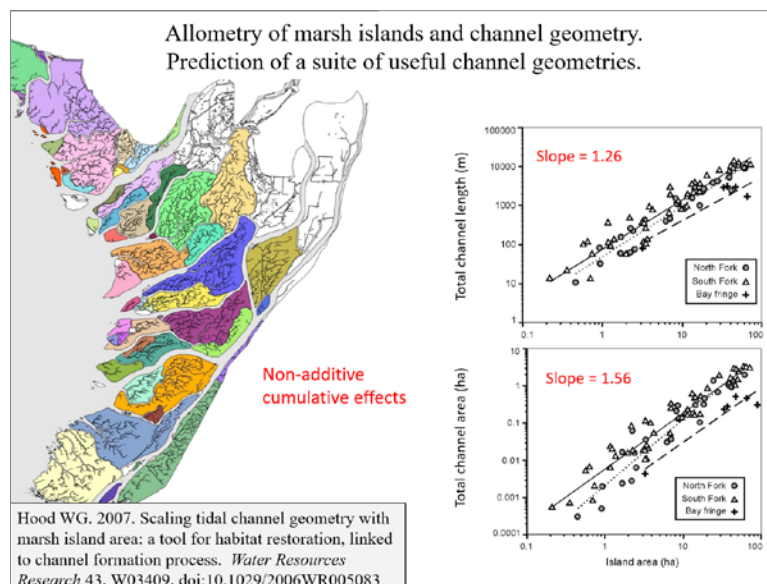 Allometry of marsh islands and channel geometry.
Prediction of a suite of useful channel geometries.
Non-additive
cumulative effects
Hood WG. 2007. Scaling tidal channel geometry with
marsh island area: a tool for habitat restoration, linked
to channel formation process. Water Resources
Research 43, W03409, doi:10.1029/2006WR005083
Total channel length (m)
100000
10000
1000
100
10
1
Slope = 1.26
North Fork
South Fork
Bay fringe
0.1 1 10 100
Total channel area (ha)
10
1
0.1
0.01
0.001
0.0001
Slope = 1.56
North Fork
South Fork
Bay fringe
0.1 1 10 100
Island area (ha)